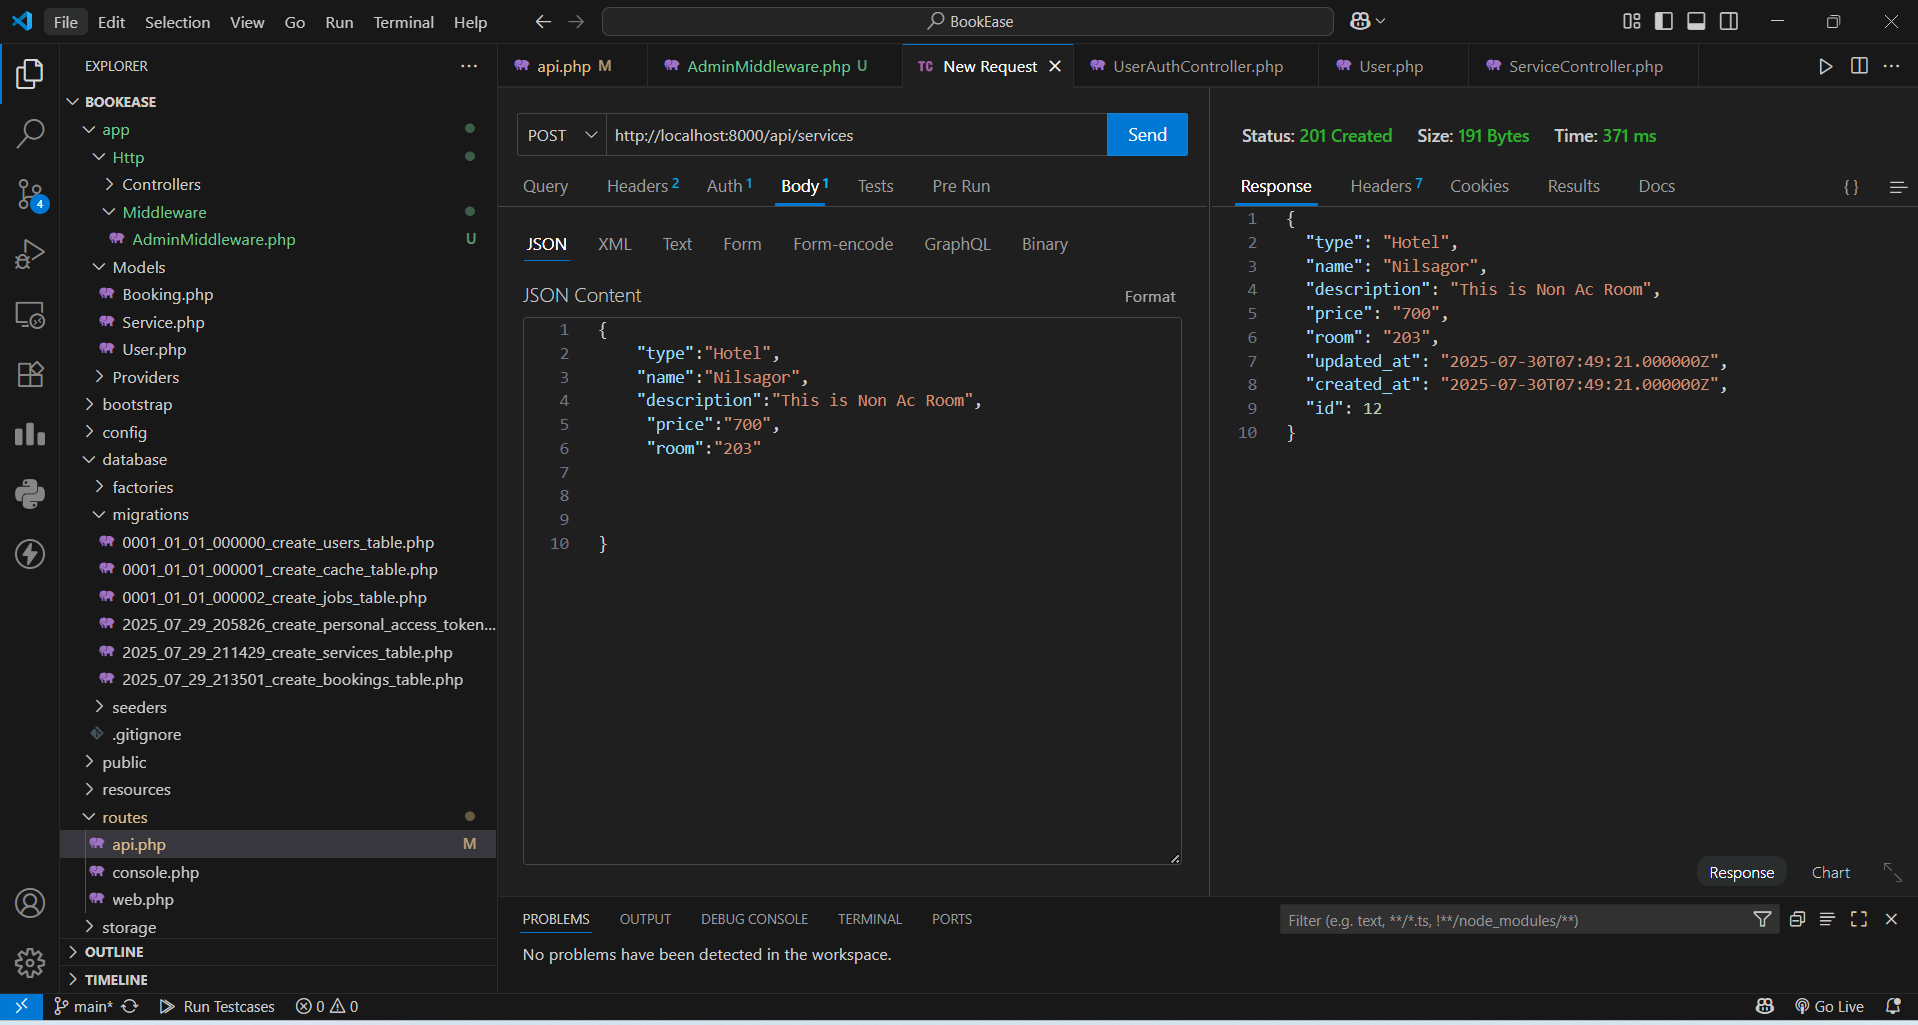 File Edit Selection View Go Run Terminal Help
BookEase
EXPLORER
BOOKEASE
app
Http
Controllers
Middleware
AdminMiddleware.php U
Models
Booking.php
Service.php
User.php
Providers
bootstrap
config
database
factories
migrations
0001_01_01_000000_create_users_table.php
0001_01_01_000001_create_cache_table.php
0001_01_01_000002_create_jobs_table.php
2025_07_29_205826_create_personal_access_token...
2025_07_29_211429_create_services_table.php
2025_07_29_213501_create_bookings_table.php
seeders
.gitignore
public
resources
routes
api.php M
console.php
web.php
storage
OUTLINE
TIMELINE
4
api.php M
AdminMiddleware.php U
TC New Request
UserAuthController.php
User.php
ServiceController.php
POST http://localhost:8000/api/services Send
Query Headers 2 Auth 1 Body 1 Tests Pre Run
JSON XML Text Form Form-encode GraphQL Binary
JSON Content Format
1 {
2 "type":"Hotel",
3 "name":"Nilsagor",
4 "description":"This is Non Ac Room",
5 "price":"700",
6 "room":"203"
7
8
9
10 }
Status: 201 Created Size: 191 Bytes Time: 371 ms
Response Headers 7 Cookies Results Docs { }
1 {
2 "type": "Hotel",
3 "name": "Nilsagor",
4 "description": "This is Non Ac Room",
5 "price": "700",
6 "room": "203",
7 "updated_at": "2025-07-30T07:49:21.000000Z",
8 "created_at": "2025-07-30T07:49:21.000000Z",
9 "id": 12
10 }
Response Chart
PROBLEMS OUTPUT DEBUG CONSOLE TERMINAL PORTS
Filter (e.g. text, **/*.ts, !**/node_modules/**)
No problems have been detected in the workspace.
main* Run Testcases 0 0 Go Live